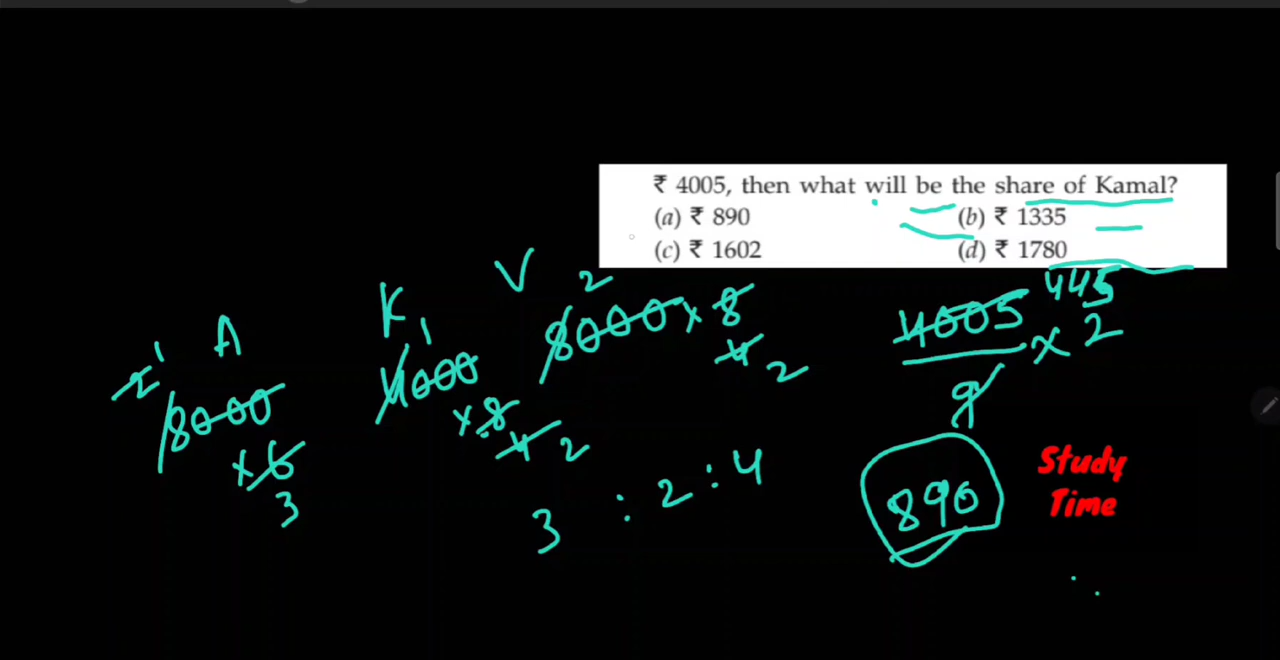 ₹ 4005, then what will be the share of Kamal?
(a) ₹ 890 (b) ₹ 1335
(c) ₹ 1602 (d) ₹ 1780
A K V
1 1 2
2
8000 4000 8000 × 8
× 6 × 8 4 2
3 4 2
3 : 2 : 4
4005 445
× 2
9
890
Study
Time